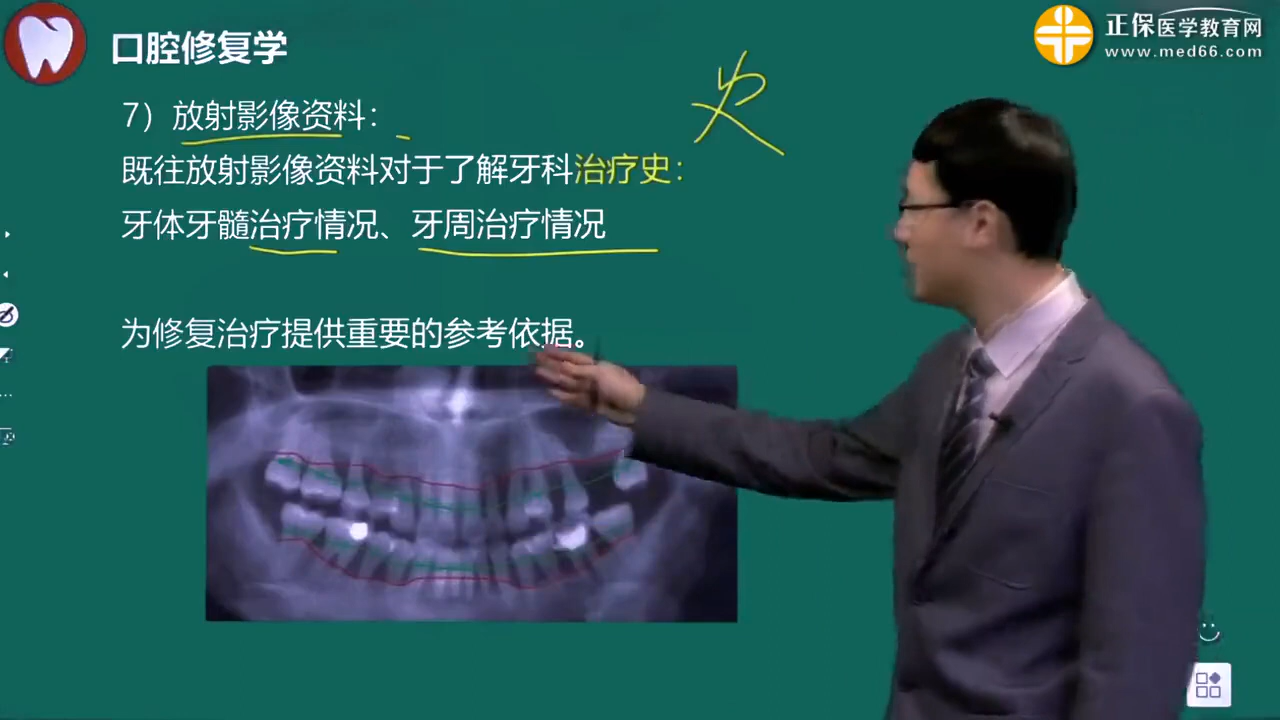 口腔修复学
正保医学教育网
www.med66.com
史
7）放射影像资料：
既往放射影像资料对于了解牙科治疗史：
牙体牙髓治疗情况、牙周治疗情况
为修复治疗提供重要的参考依据。